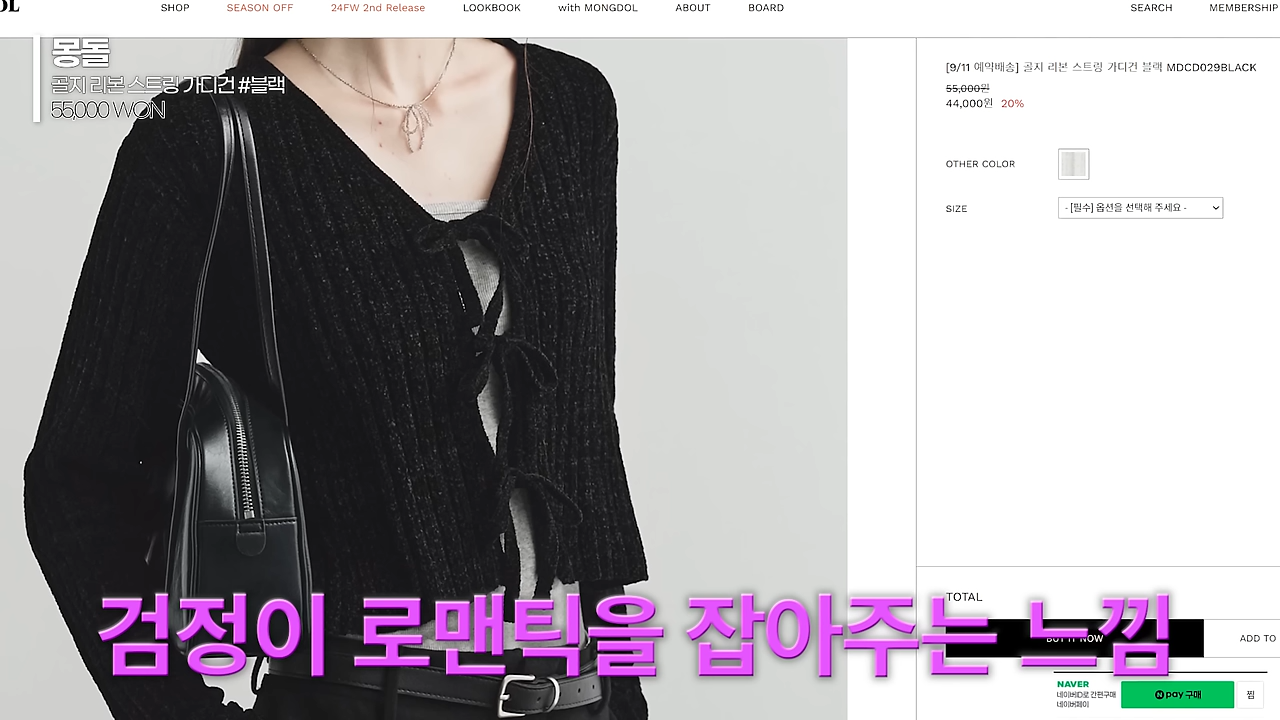 SHOP SEASON OFF 24FW 2nd Release LOOKBOOK with MONGDOL ABOUT BOARD SEARCH MEMBERSHIP
몽돌
골지 리본 스트링 가디건 #블랙
55,000 WON
[9/11 예약배송] 골지 리본 스트링 가디건 블랙 MDCD029BLACK
55,000원
44,000원 20%
OTHER COLOR
SIZE - [필수] 옵션을 선택해 주세요 -
TOTAL
검정이 로맨틱을 잡아주는 느낌
BUY IT NOW ADD TO
NAVER
네이버ID로 간편구매
네이버페이
N pay 구매 찜